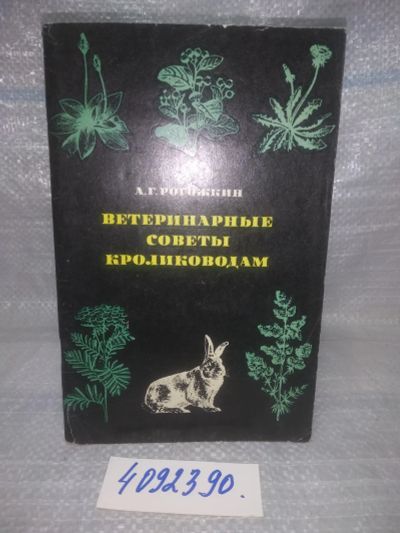 А.Г. РОГОЖКИН
ВЕТЕРИНАРНЫЕ
СОВЕТЫ
КРОЛИКОВОДАМ
4092390.